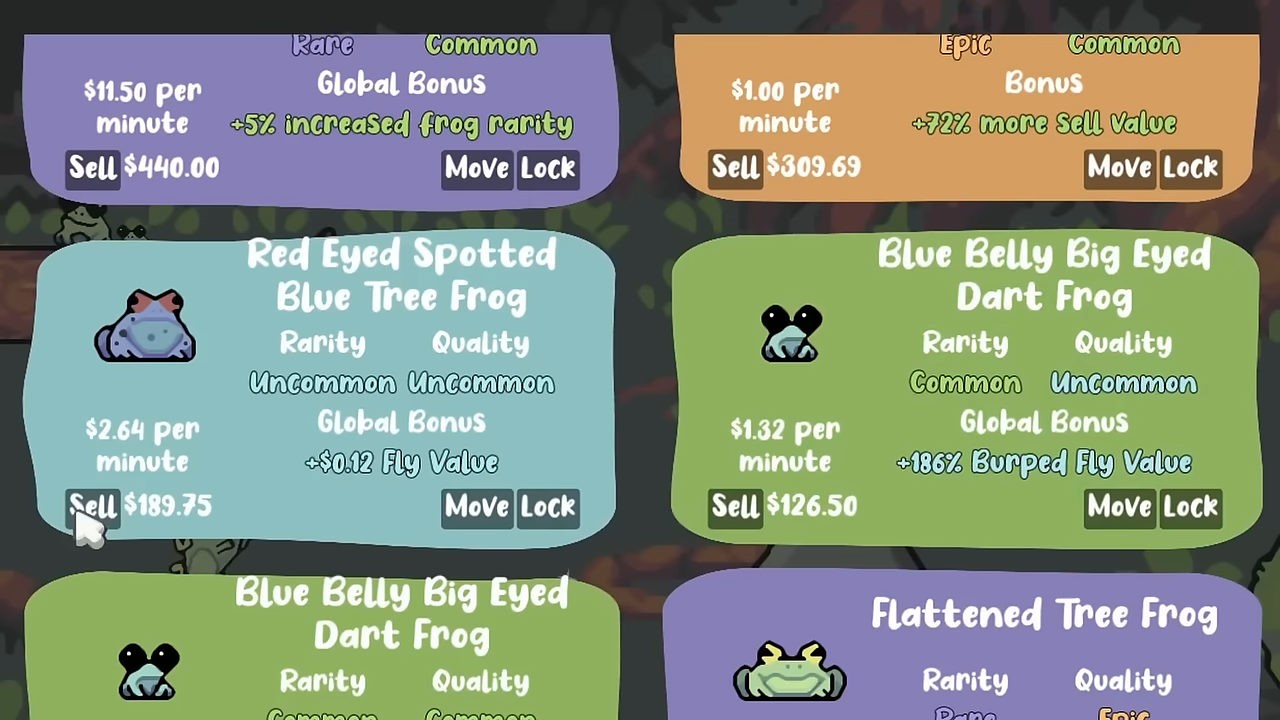 Rare Common
Global Bonus
$11.50 per
minute
+5% increased frog rarity
Sell $440.00
Move Lock
Epic Common
Bonus
$1.00 per
minute
+72% more Sell Value
Sell $309.69
Move Lock
Red Eyed Spotted
Blue Tree Frog
Rarity Quality
Uncommon Uncommon
Global Bonus
$2.64 per
minute
+$0.12 Fly Value
Sell $189.75
Move Lock
Blue Belly Big Eyed
Dart Frog
Rarity Quality
Common Uncommon
Global Bonus
$1.32 per
minute
+186% Burped Fly Value
Sell $126.50
Move Lock
Blue Belly Big Eyed
Dart Frog
Rarity Quality
Common Common
Flattened Tree Frog
Rarity Quality
Rare Epic